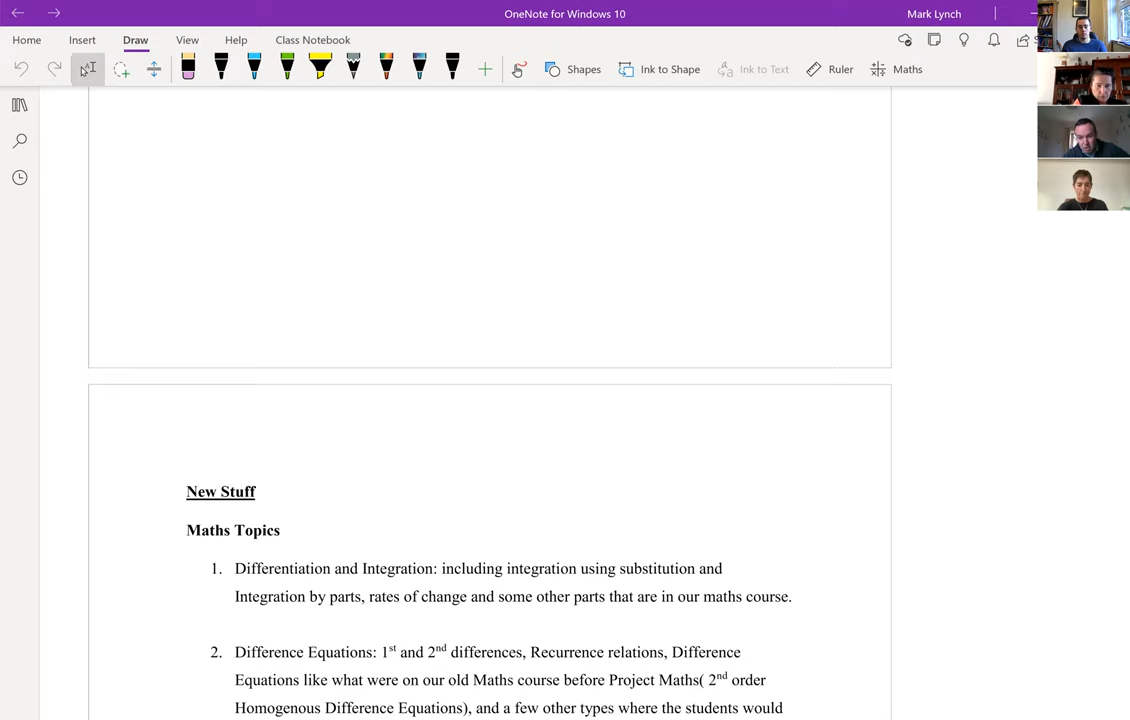 OneNote for Windows 10
Mark Lynch
Home Insert Draw View Help Class Notebook
Shapes Ink to Shape Ink to Text Ruler Maths
New Stuff
Maths Topics
1. Differentiation and Integration: including integration using substitution and
Integration by parts, rates of change and some other parts that are in our maths course.
2. Difference Equations: 1st and 2nd differences, Recurrence relations, Difference
Equations like what were on our old Maths course before Project Maths( 2nd order
Homogenous Difference Equations), and a few other types where the students would